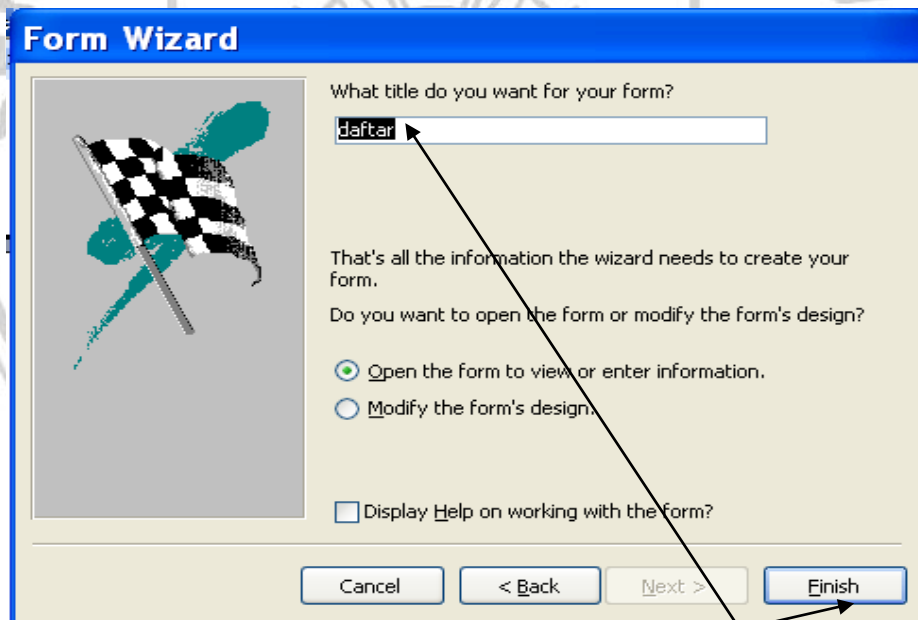 Form Wizard
What title do you want for your form?
daftar
That's all the information the wizard needs to create your
form.
Do you want to open the form or modify the form's design?
Open the form to view or enter information.
Modify the form's design.
Display Help on working with the form?
Cancel
< Back
Next >
Finish